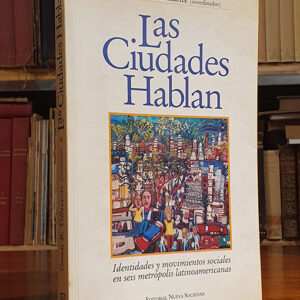 (coordinador)
Las
Ciudades
Hablan
Identidades y movimientos sociales
en seis metrópolis latinoamericanas
EDITORIAL NUEVA SOCIEDAD
Las Ciudades Hablan